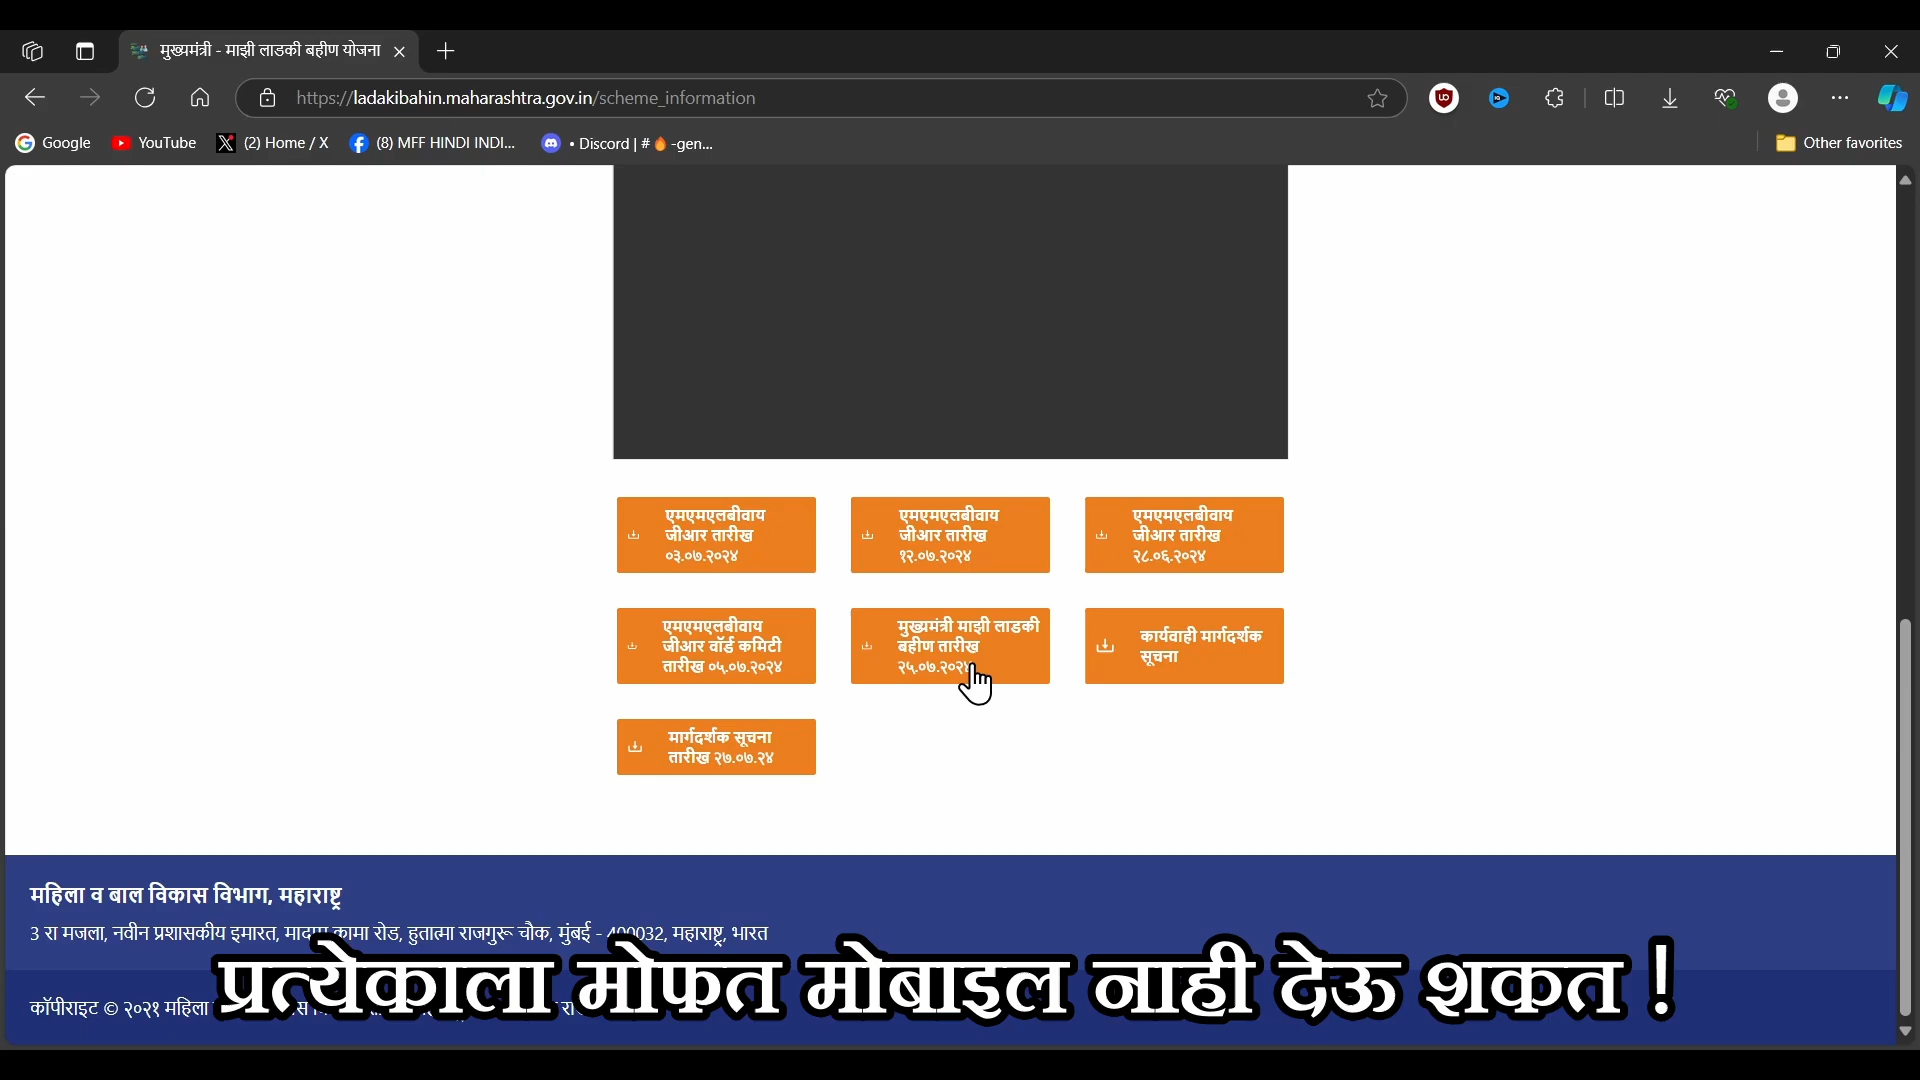 मुख्यमंत्री - माझी लाडकी बहीण योजना
https://ladakibahin.maharashtra.gov.in/scheme_information
Google YouTube (2) Home / X (8) MFF HINDI INDI... • Discord | #🔥-gen... Other favorites
एमएमएलबीवाय
जीआर तारीख
०३.०७.२०२४
एमएमएलबीवाय
जीआर तारीख
१२.०७.२०२४
एमएमएलबीवाय
जीआर तारीख
२८.०६.२०२४
एमएमएलबीवाय
जीआर वॉर्ड कमिटी
तारीख ०५.०७.२०२४
मुख्यमंत्री माझी लाडकी
बहीण तारीख
२५.०७.२०२४
कार्यवाही मार्गदर्शक
सूचना
मार्गदर्शक सूचना
तारीख २७.०७.२४
महिला व बाल विकास विभाग, महाराष्ट्र
3 रा मजला, नवीन प्रशासकीय इमारत, मादाम कामा रोड, हुतात्मा राजगुरू चौक, मुंबई - 400032, महाराष्ट्र, भारत
कॉपीराइट © २०२१ महिला
प्रत्येकाला मोफत मोबाइल नाही देऊ शकत !